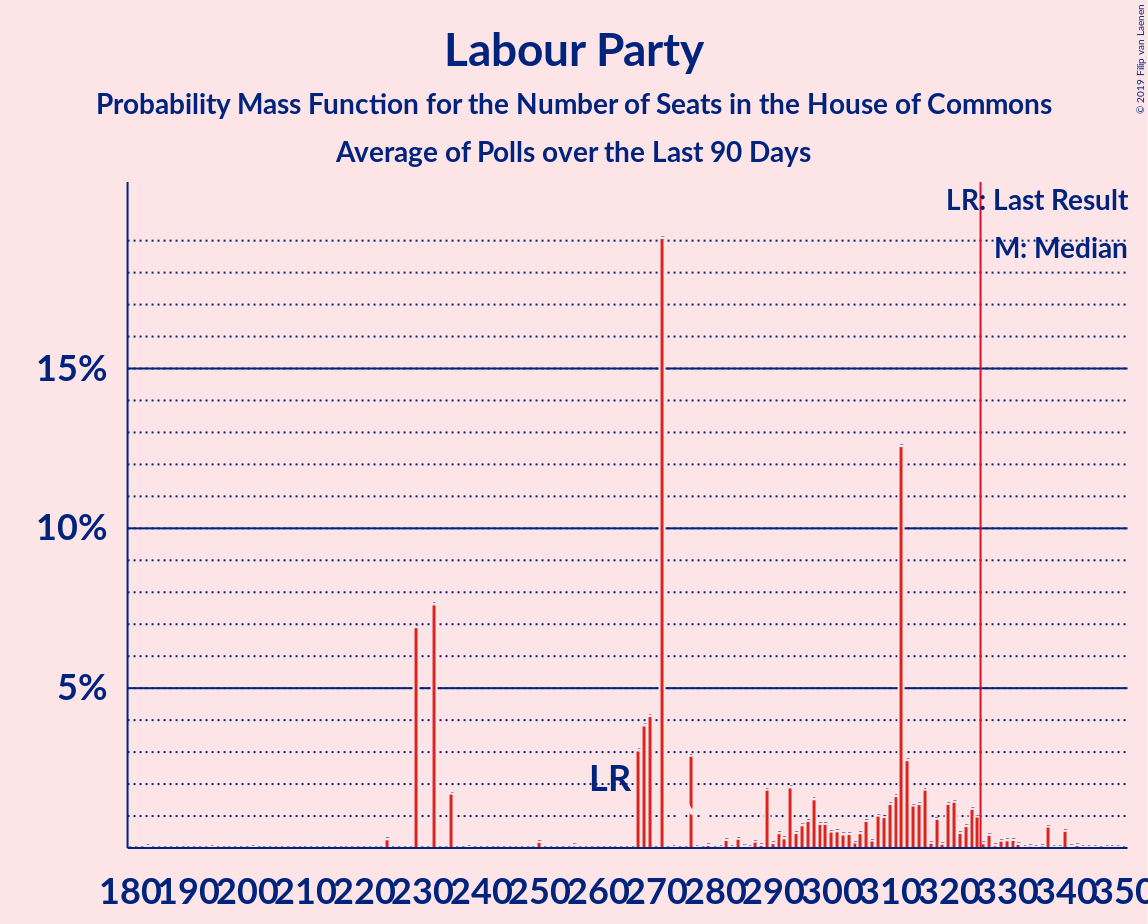 Labour Party
Probability Mass Function for the Number of Seats in the House of Commons
Average of Polls over the Last 90 Days
© 2019 Filip van Laenen
LR: Last Result
M: Median
15%
10%
5%
LR
180 190 200 210 220 230 240 250 260 270 280 290 300 310 320 330 340 350